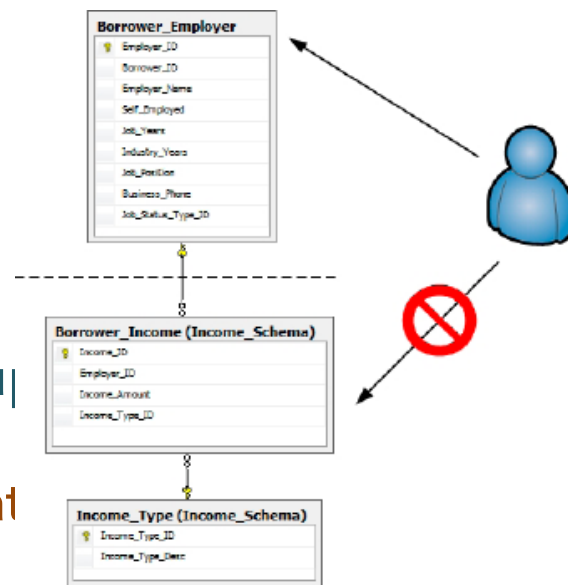 Borrower_Employer
Employer_ID
Borrower_ID
Employer_Name
Self_Employed
Job_Years
Industry_Years
Job_Position
Business_Phone
Job_Status_Type_ID
Borrower_Income (Income_Schema)
Income_ID
Employer_ID
Income_Amount
Income_Type_ID
at
Income_Type (Income_Schema)
Income_Type_ID
Income_Type_Desc